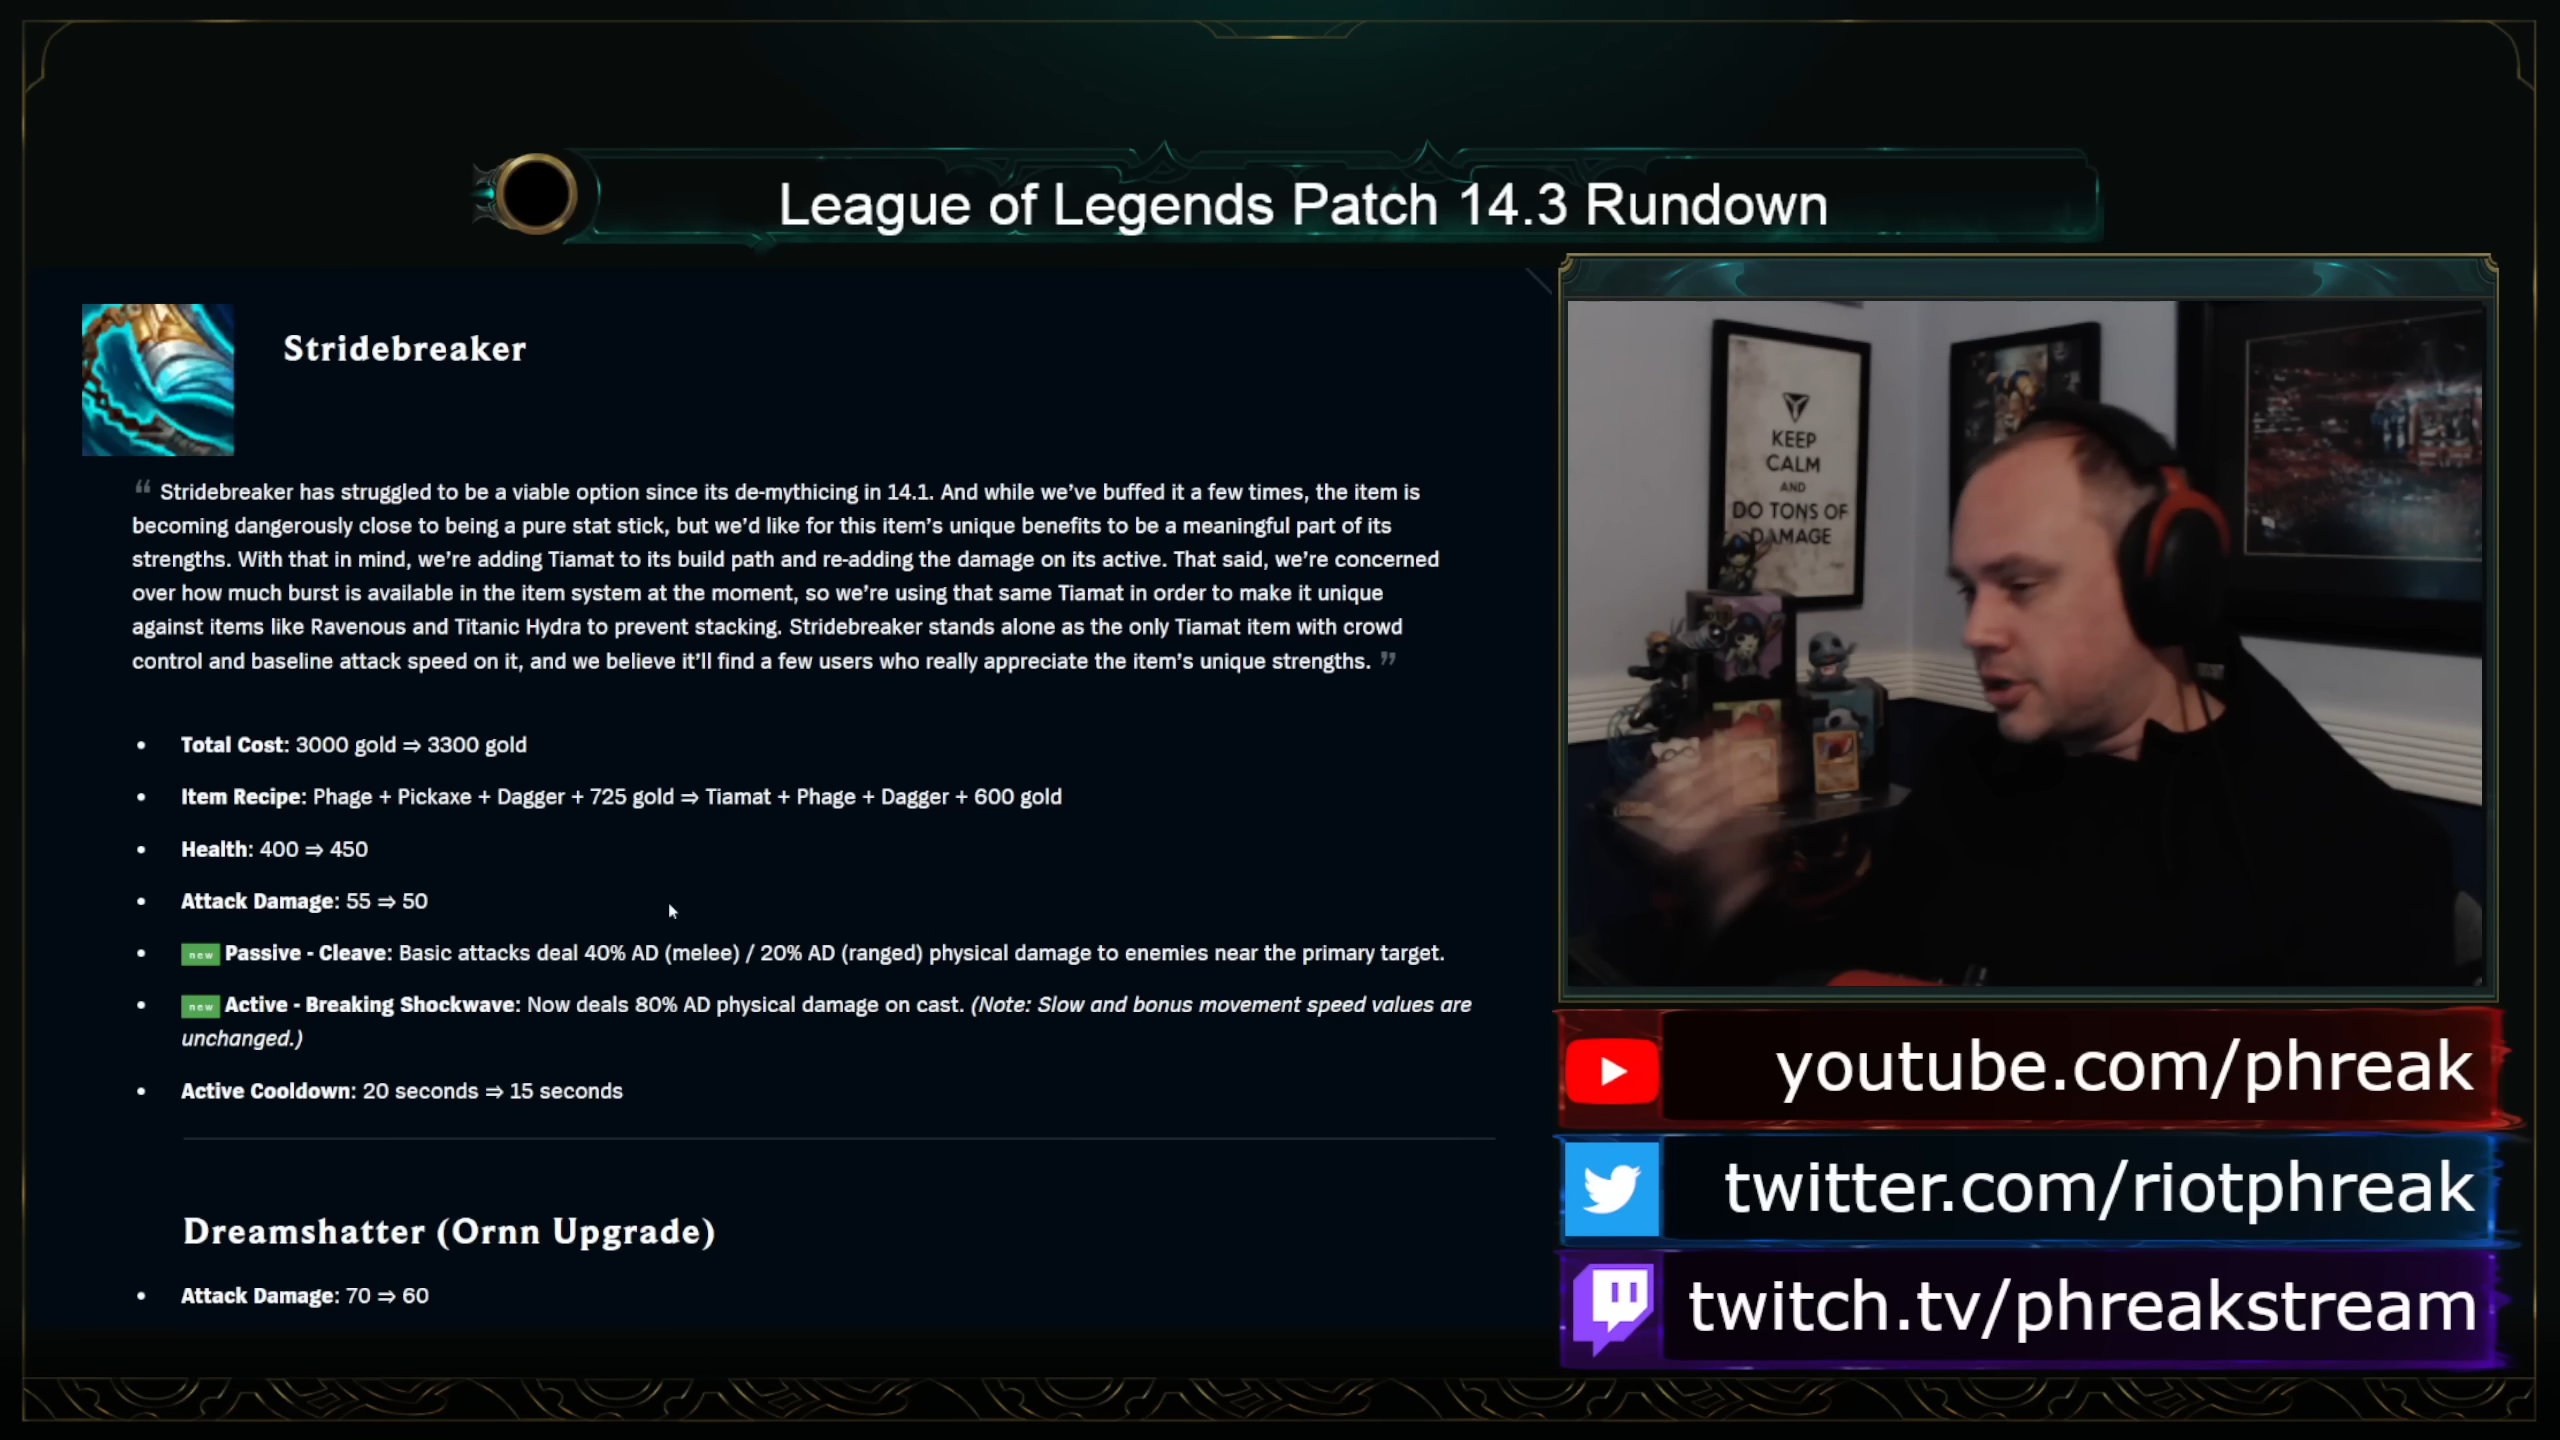 League of Legends Patch 14.3 Rundown
Stridebreaker
“ Stridebreaker has struggled to be a viable option since its de-mythicing in 14.1. And while we’ve buffed it a few times, the item is
becoming dangerously close to being a pure stat stick, but we’d like for this item’s unique benefits to be a meaningful part of its
strengths. With that in mind, we’re adding Tiamat to its build path and re-adding the damage on its active. That said, we’re concerned
over how much burst is available in the item system at the moment, so we’re using that same Tiamat in order to make it unique
against items like Ravenous and Titanic Hydra to prevent stacking. Stridebreaker stands alone as the only Tiamat item with crowd
control and baseline attack speed on it, and we believe it’ll find a few users who really appreciate the item’s unique strengths. ”
• Total Cost: 3000 gold ⇒ 3300 gold
• Item Recipe: Phage + Pickaxe + Dagger + 725 gold ⇒ Tiamat + Phage + Dagger + 600 gold
• Health: 400 ⇒ 450
• Attack Damage: 55 ⇒ 50
• new Passive - Cleave: Basic attacks deal 40% AD (melee) / 20% AD (ranged) physical damage to enemies near the primary target.
• new Active - Breaking Shockwave: Now deals 80% AD physical damage on cast. (Note: Slow and bonus movement speed values are
unchanged.)
• Active Cooldown: 20 seconds ⇒ 15 seconds
Dreamshatter (Ornn Upgrade)
• Attack Damage: 70 ⇒ 60
KEEP
CALM
AND
DO TONS OF
DAMAGE
youtube.com/phreak
twitter.com/riotphreak
twitch.tv/phreakstream